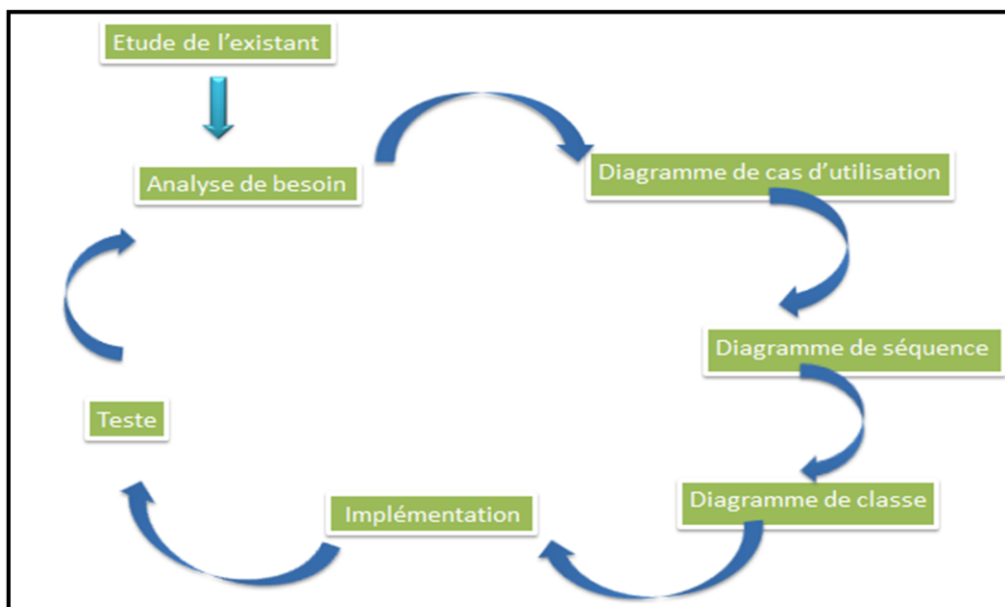 Etude de l'existant
Analyse de besoin
Diagramme de cas d'utilisation
Diagramme de séquence
Diagramme de classe
Implémentation
Teste